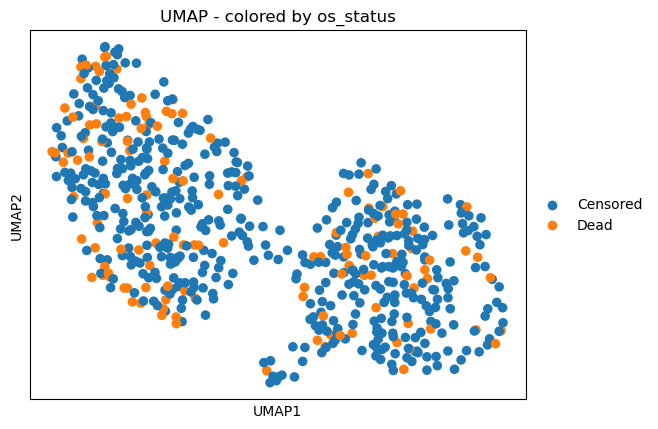 UMAP - colored by os_status
UMAP2
Censored
Dead
UMAP1